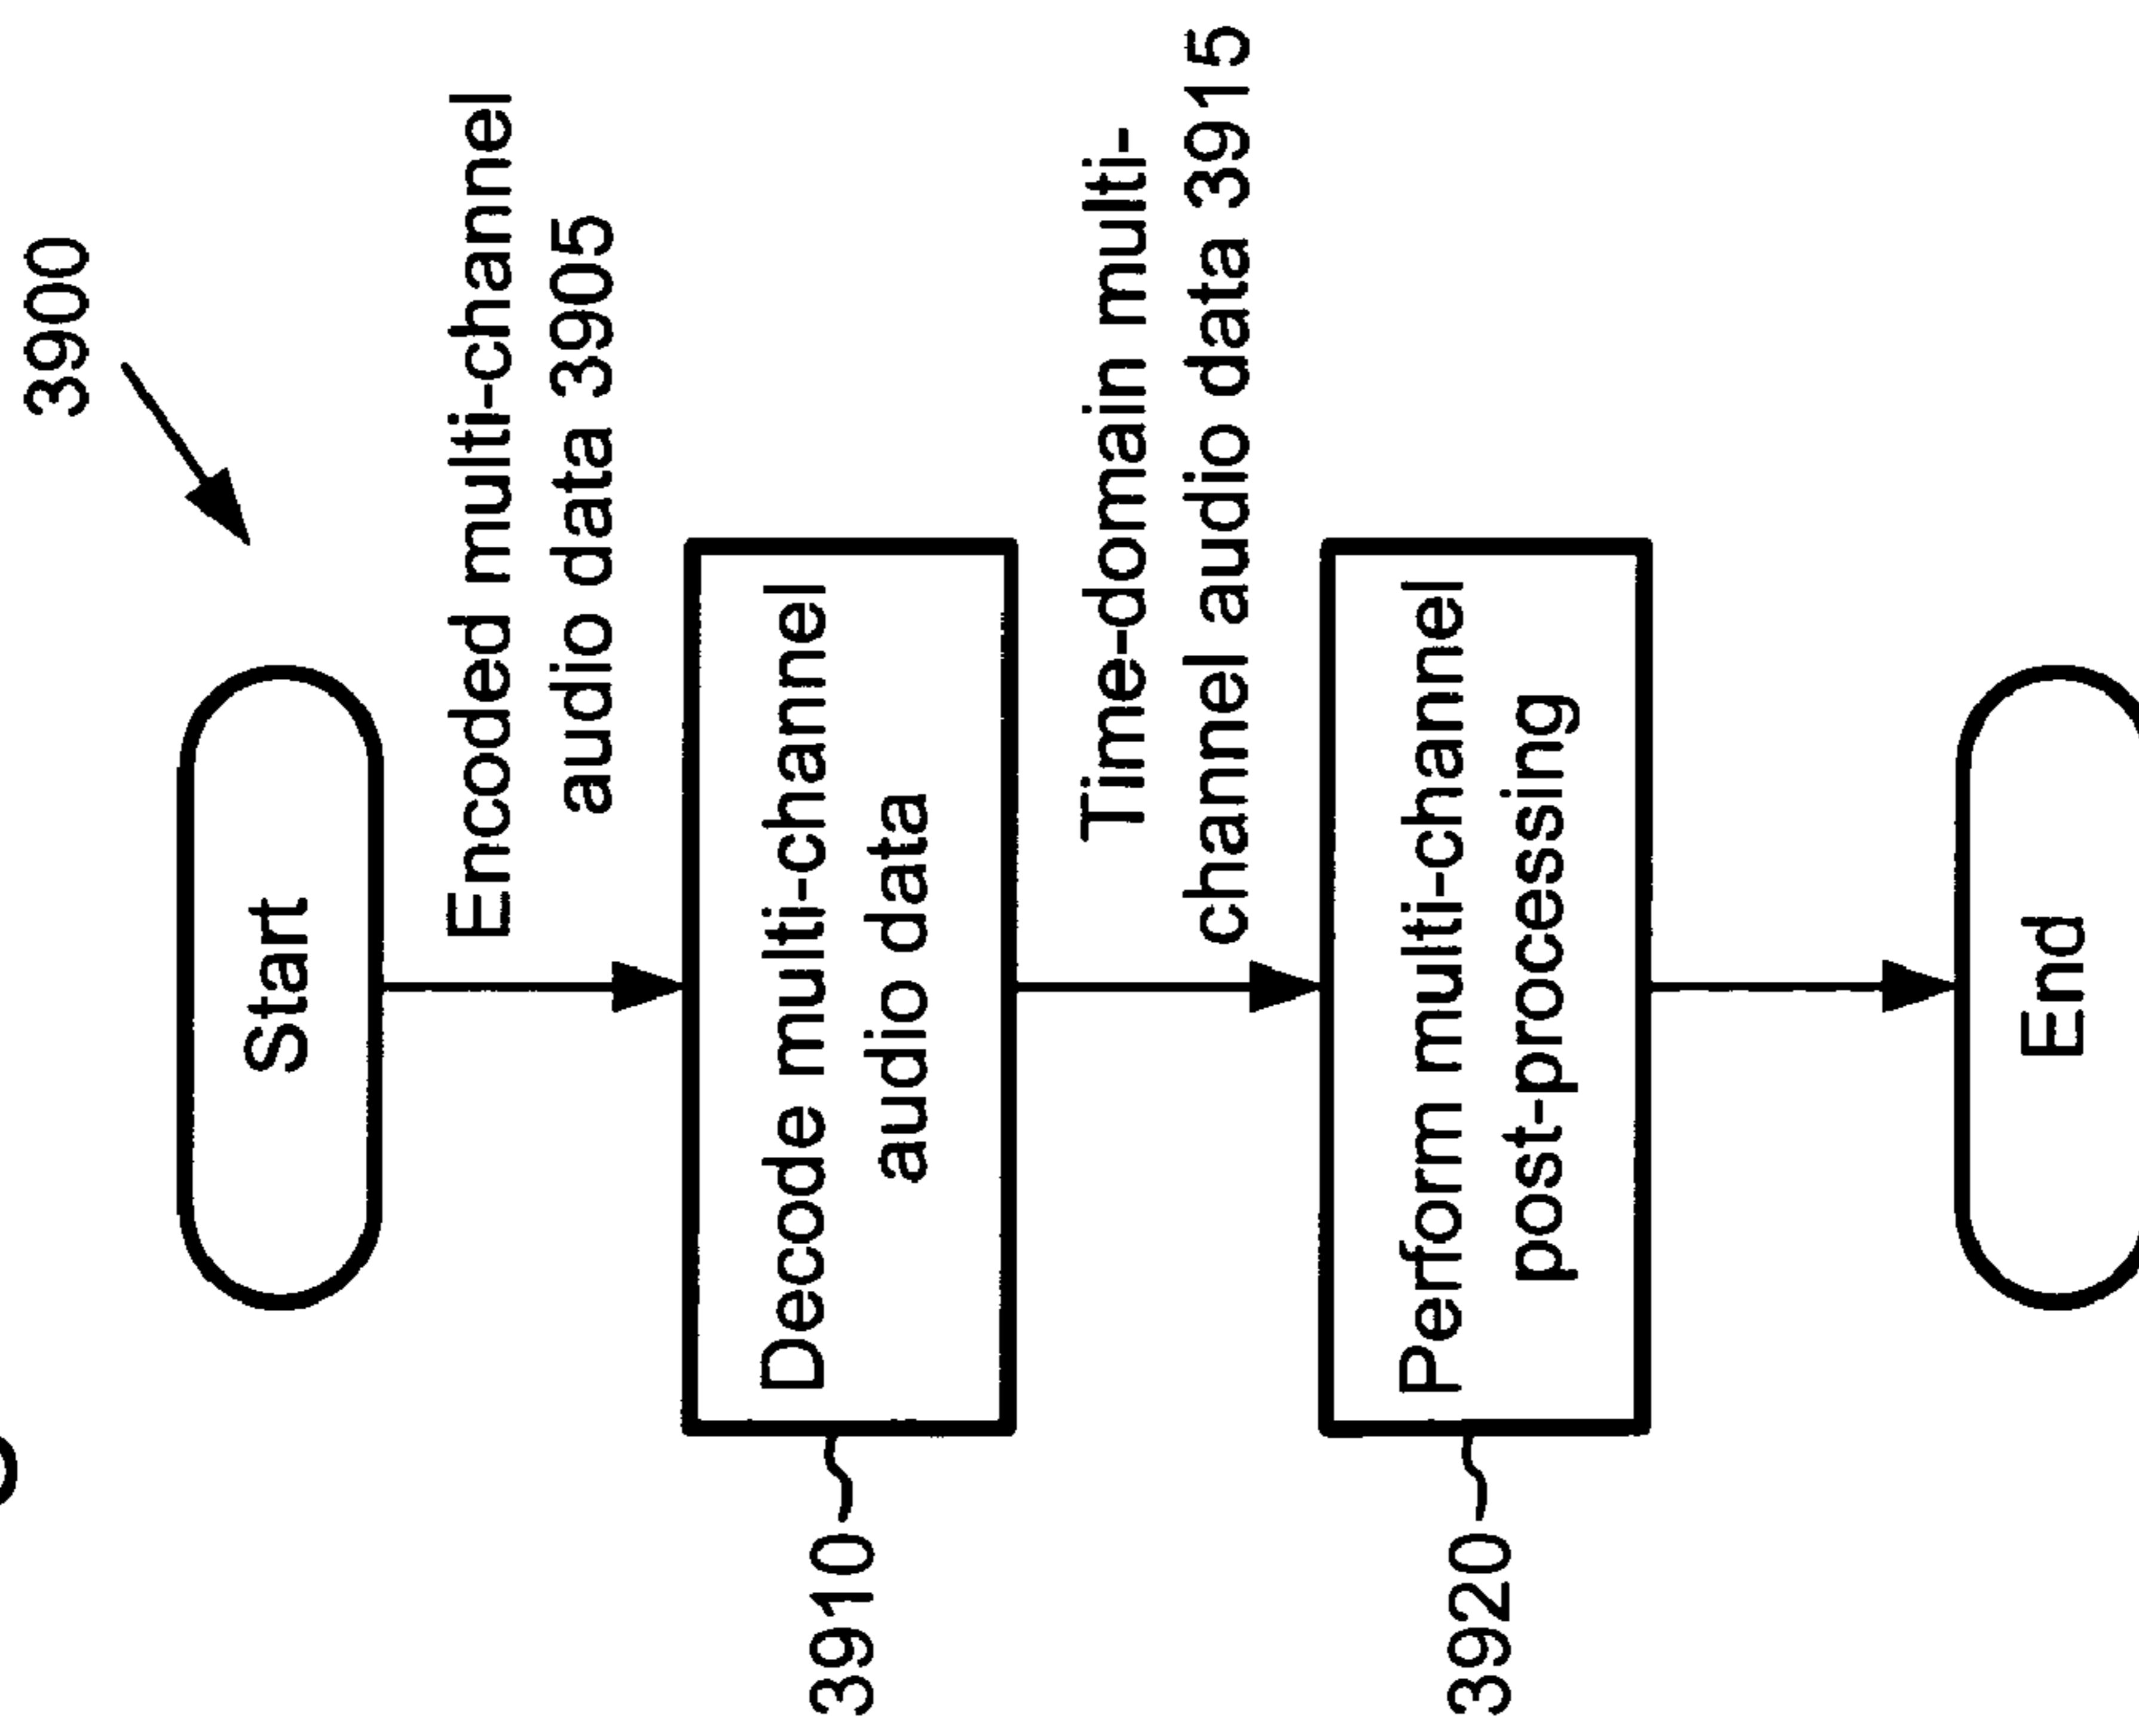 3900
Start
Encoded multi-channel
audio data 3905
Decode multi-channel
audio data
3910
Time-domain multi-
channel audio data 3915
Perform multi-channel
post-processing
3920
End